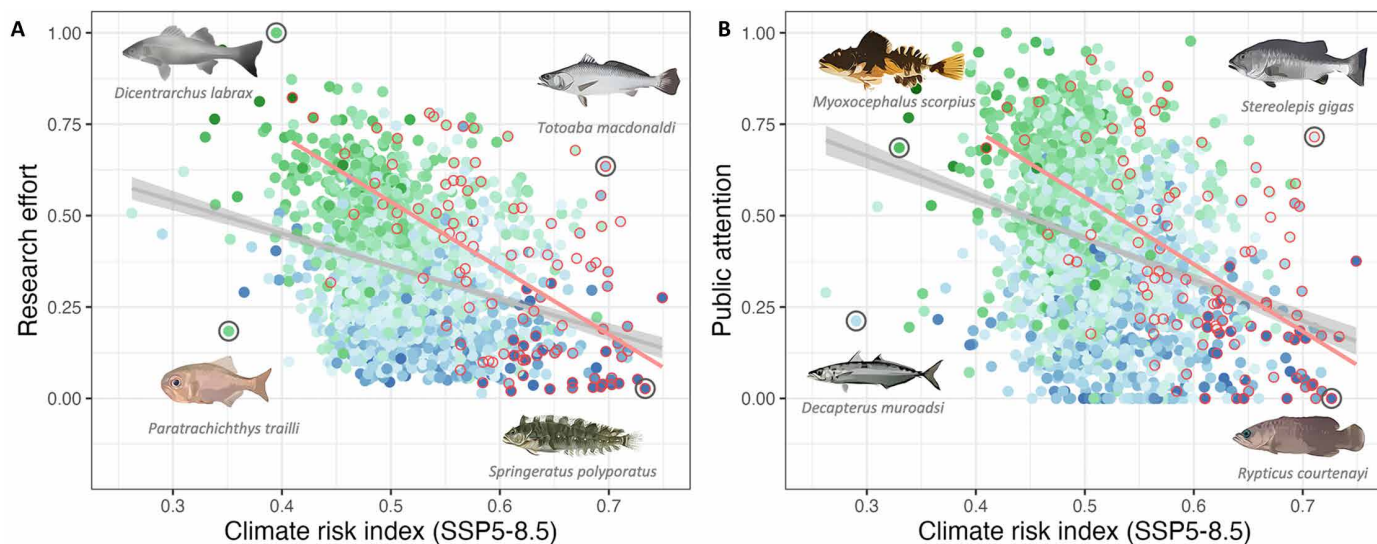 A
Research effort
1.00
0.75
0.50
0.25
0.00
Dicentrarchus labrax
Totoaba macdonaldi
Paratrachichthys trailli
Springeratus polyporatus
0.3 0.4 0.5 0.6 0.7
Climate risk index (SSP5-8.5)
B
Public attention
1.00
0.75
0.50
0.25
0.00
Myoxocephalus scorpius
Stereolepis gigas
Decapterus muroadsi
Rypticus courtenayi
0.3 0.4 0.5 0.6 0.7
Climate risk index (SSP5-8.5)